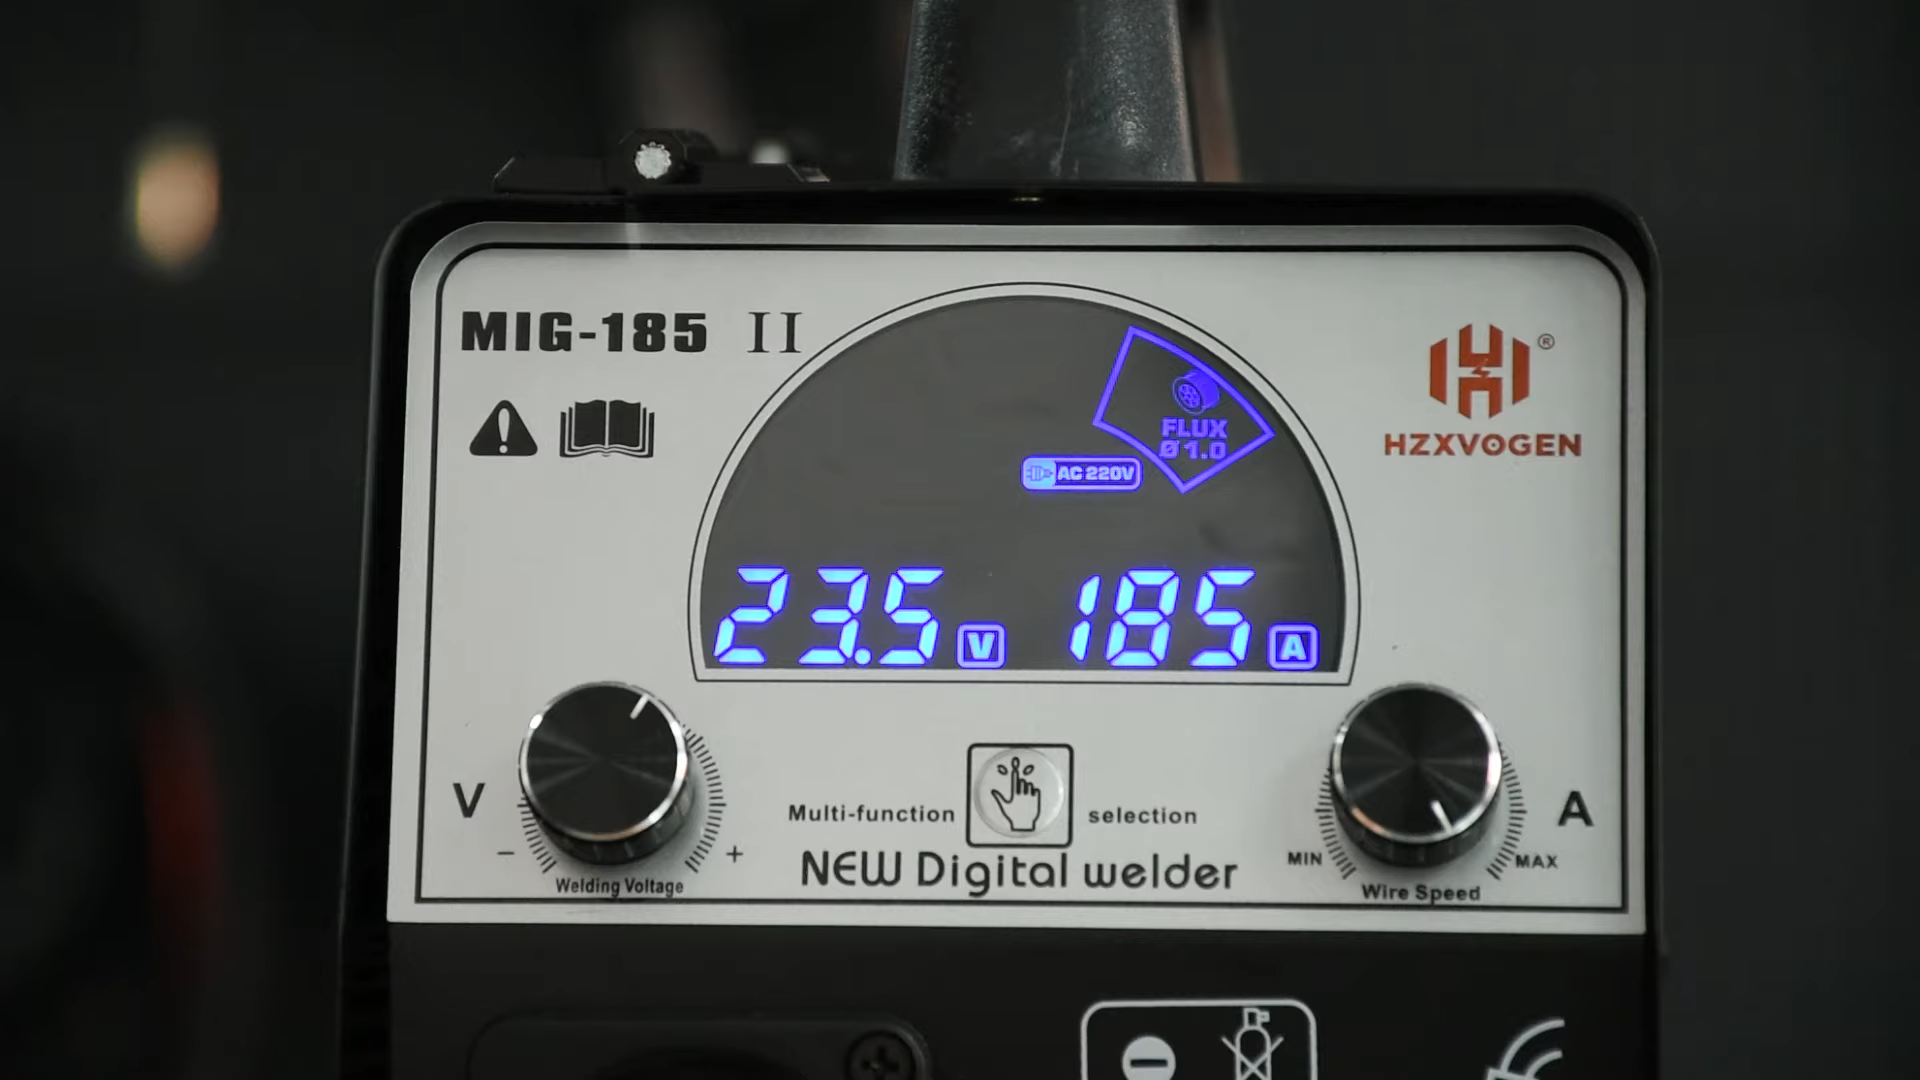 MIG-185 II
®
HZXVOGEN
FLUX
Ø1.0
AC 220V
23.5 V 185 A
V
A
Multi-function selection
− +
MIN MAX
NEW Digital welder
Welding Voltage
Wire Speed